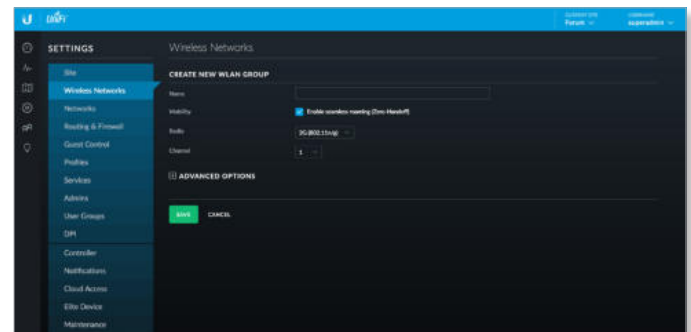 U UniFi
CURRENT SITE
Forum
USERNAME
superadmin
SETTINGS
Wireless Networks
Site
Wireless Networks
Networks
Routing & Firewall
Guest Control
Profiles
Services
Admins
User Groups
DPI
Controller
Notifications
Cloud Access
Elite Device
Maintenance
CREATE NEW WLAN GROUP
Name
Mobility
Enable seamless roaming (Zero-Handoff)
Radio
2G (802.11n/g)
Channel
1
ADVANCED OPTIONS
SAVE
CANCEL